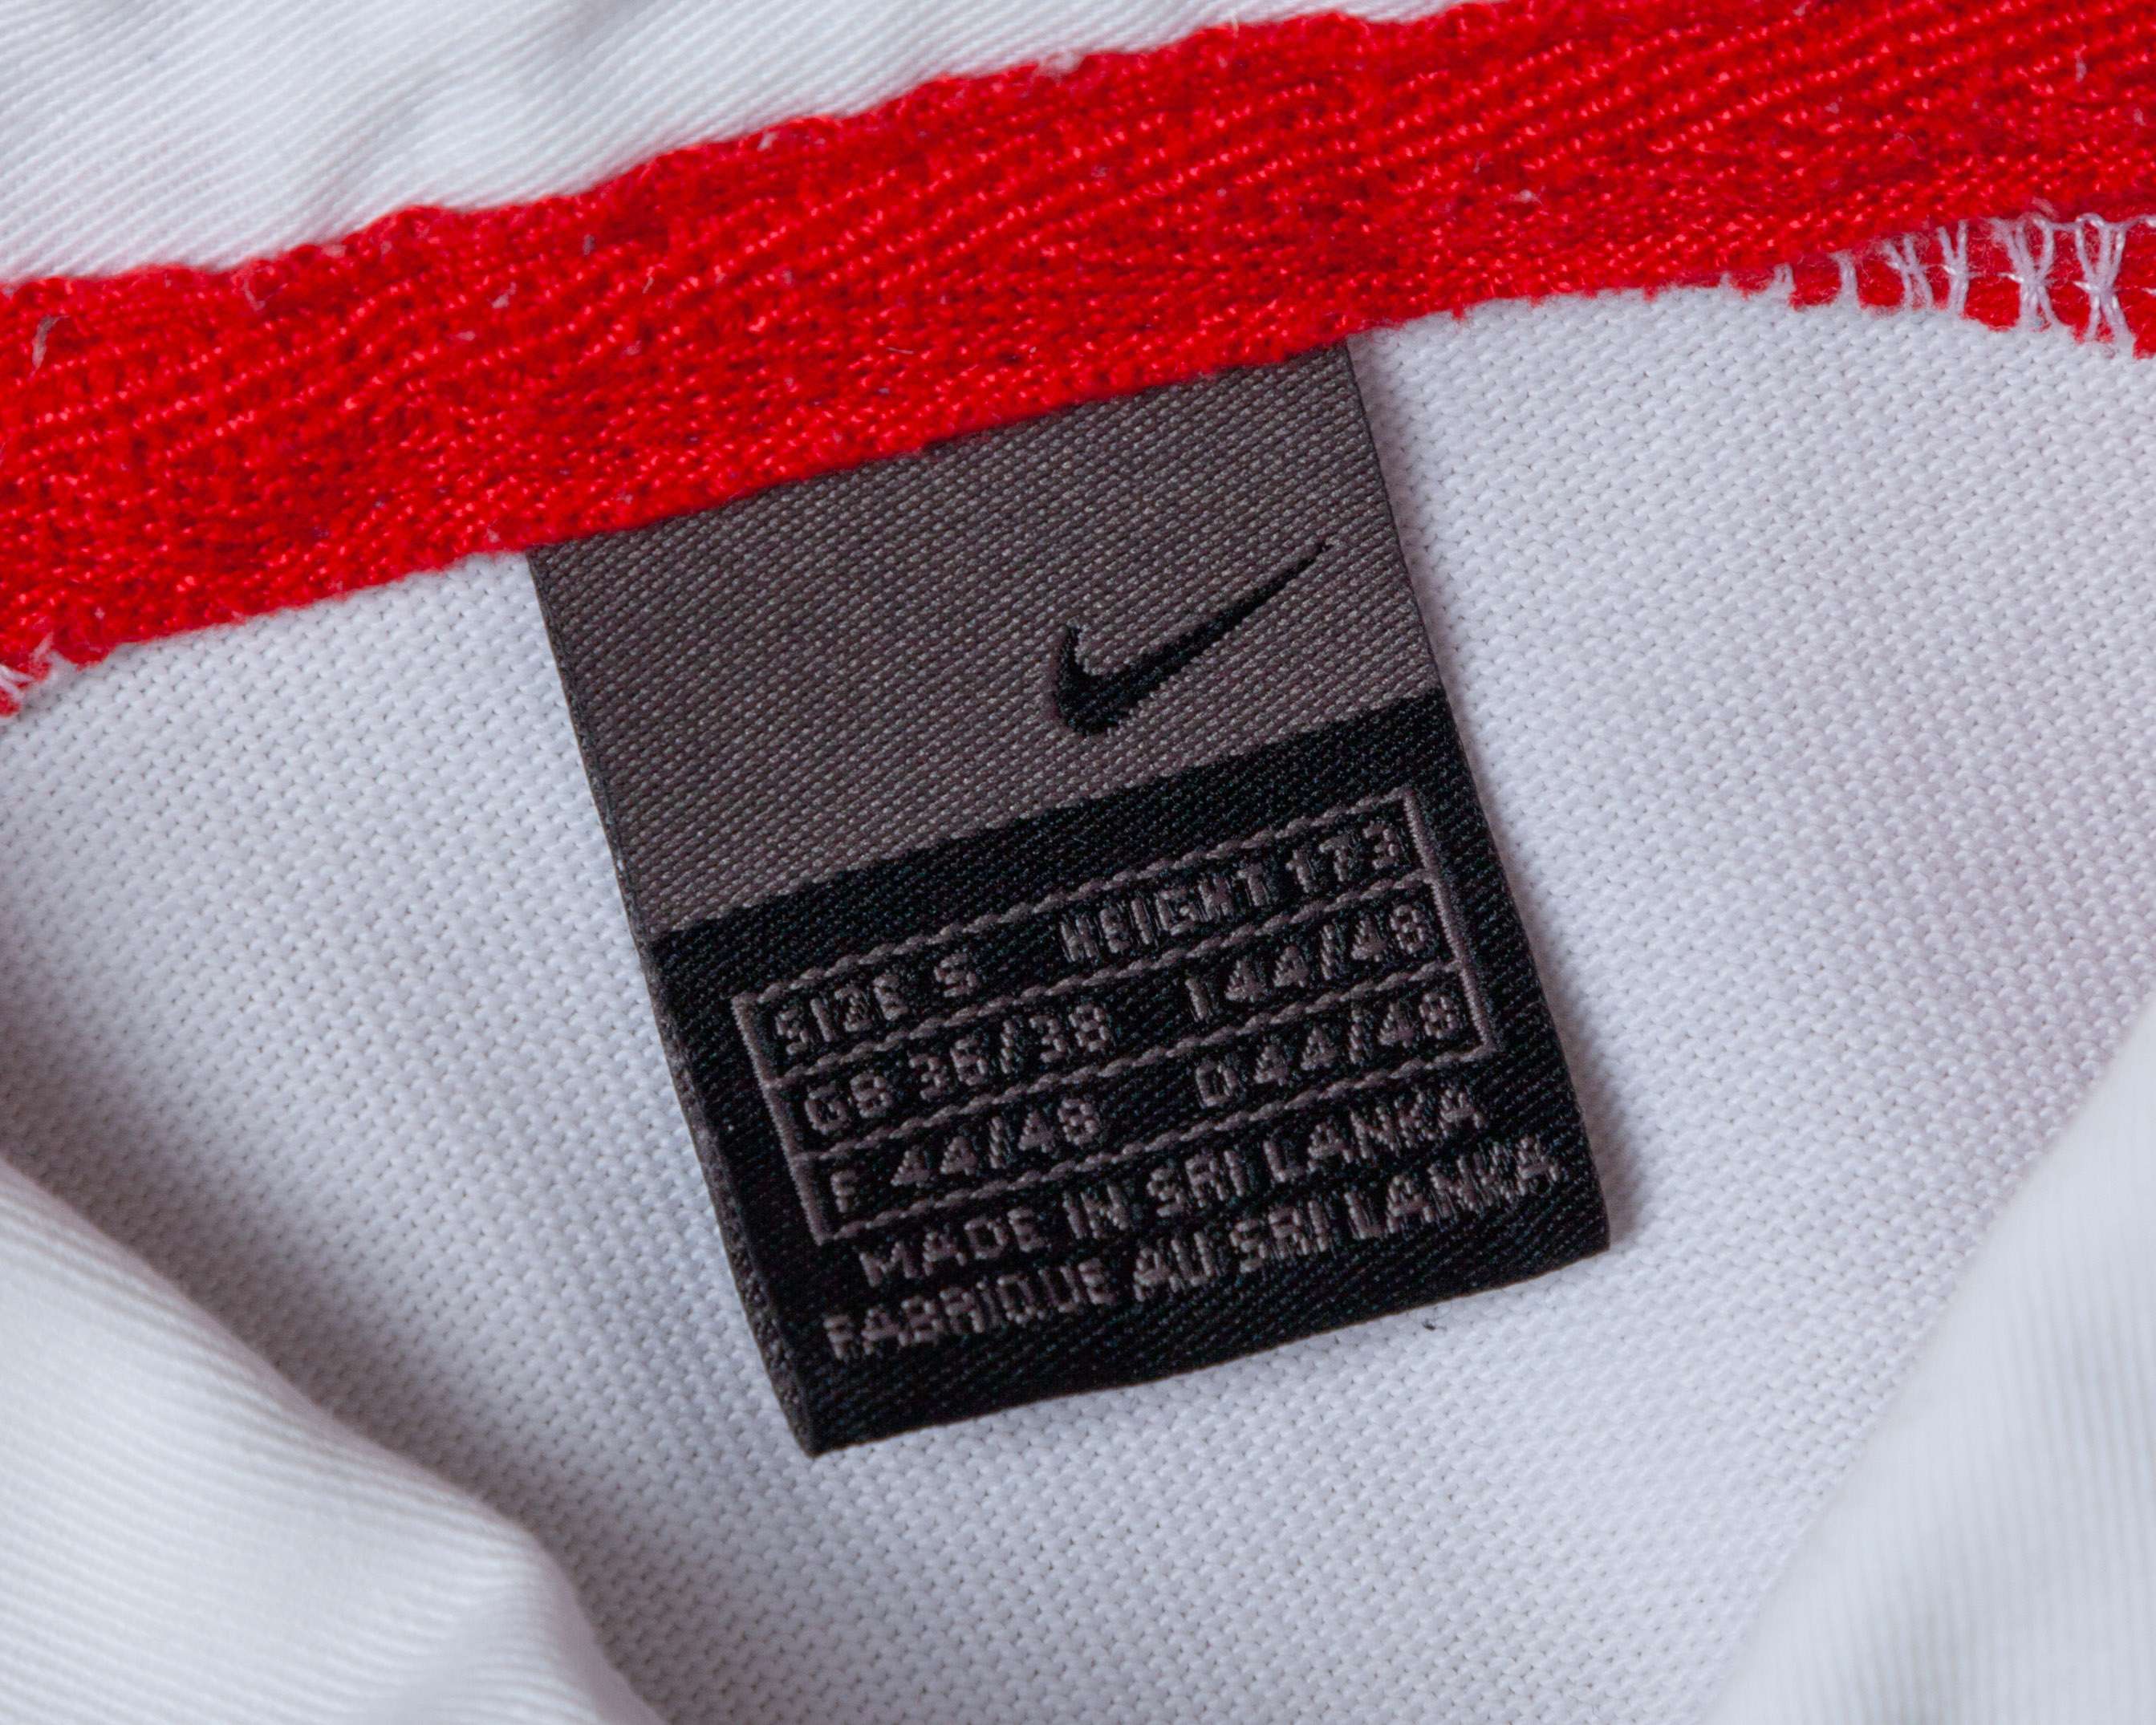 SIZE S HEIGHT 173
GB 36/38 I 44/48
F 44/48 D 44/48
MADE IN SRI LANKA
FABRIQUE AU SRI LANKA